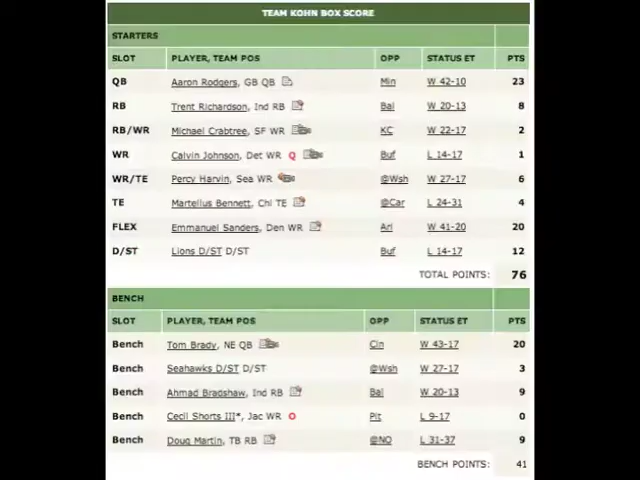 TEAM KOHN BOX SCORE
STARTERS
SLOT PLAYER, TEAM POS OPP STATUS ET PTS
QB Aaron Rodgers, GB QB Min W 42-10 23
RB Trent Richardson, Ind RB Bal W 20-13 8
RB/WR Michael Crabtree, SF WR KC W 22-17 2
WR Calvin Johnson, Det WR Q Buf L 14-17 1
WR/TE Percy Harvin, Sea WR @Wsh W 27-17 6
TE Martellus Bennett, Chi TE @Car L 24-31 4
FLEX Emmanuel Sanders, Den WR Ari W 41-20 20
D/ST Lions D/ST D/ST Buf L 14-17 12
TOTAL POINTS: 76
BENCH
SLOT PLAYER, TEAM POS OPP STATUS ET PTS
Bench Tom Brady, NE QB Cin W 43-17 20
Bench Seahawks D/ST D/ST @Wsh W 27-17 3
Bench Ahmad Bradshaw, Ind RB Bal W 20-13 9
Bench Cecil Shorts III*, Jac WR O Pit L 9-17 0
Bench Doug Martin, TB RB @NO L 31-37 9
BENCH POINTS: 41